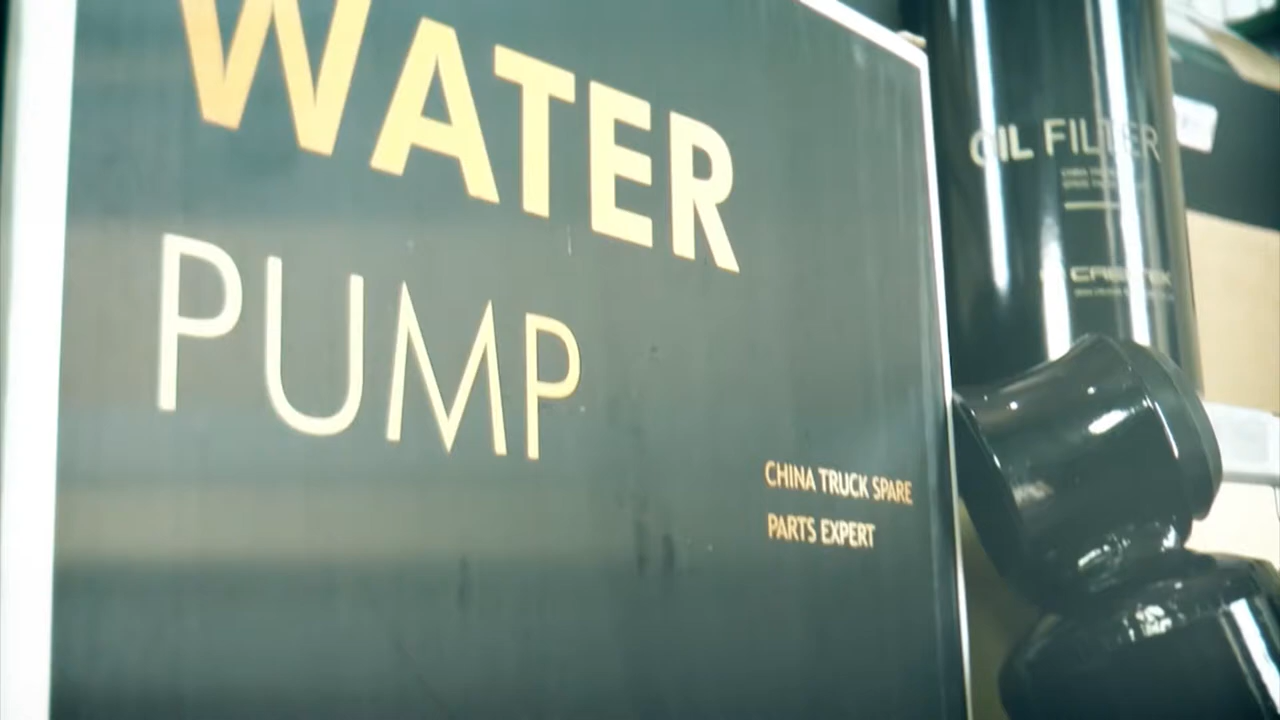 WATER
PUMP
CHINA TRUCK SPARE
PARTS EXPERT
OIL FILTER